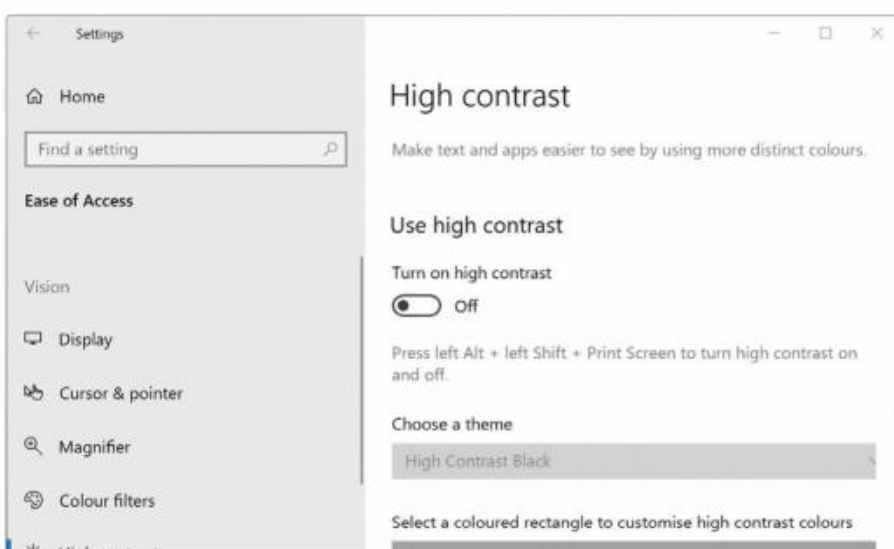 Settings
Home
Find a setting
Ease of Access
Vision
Display
Cursor & pointer
Magnifier
Colour filters
High contrast
Make text and apps easier to see by using more distinct colours.
Use high contrast
Turn on high contrast
Off
Press left Alt + left Shift + Print Screen to turn high contrast on
and off.
Choose a theme
High Contrast Black
Select a coloured rectangle to customise high contrast colours